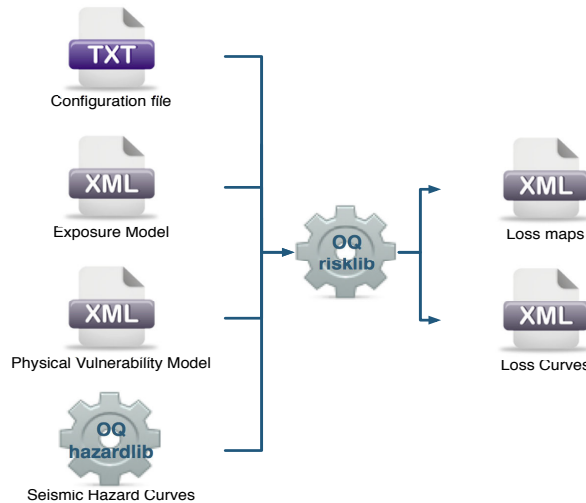 TXT
Configuration file
XML
Exposure Model
XML
Physical Vulnerability Model
OQ
hazardlib
Seismic Hazard Curves
OQ
risklib
XML
Loss maps
XML
Loss Curves